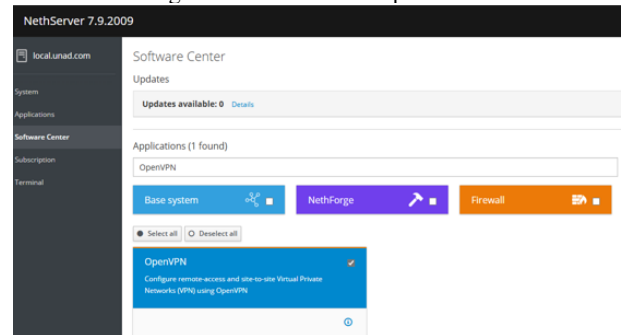 NethServer 7.9.2009
local.unad.com
System
Applications
Software Center
Subscription
Terminal
Software Center
Updates
Updates available: 0 Details
Applications (1 found)
OpenVPN
Base system
NethForge
Firewall
Select all
Deselect all
OpenVPN
Configure remote-access and site-to-site Virtual Private
Networks (VPN) using OpenVPN